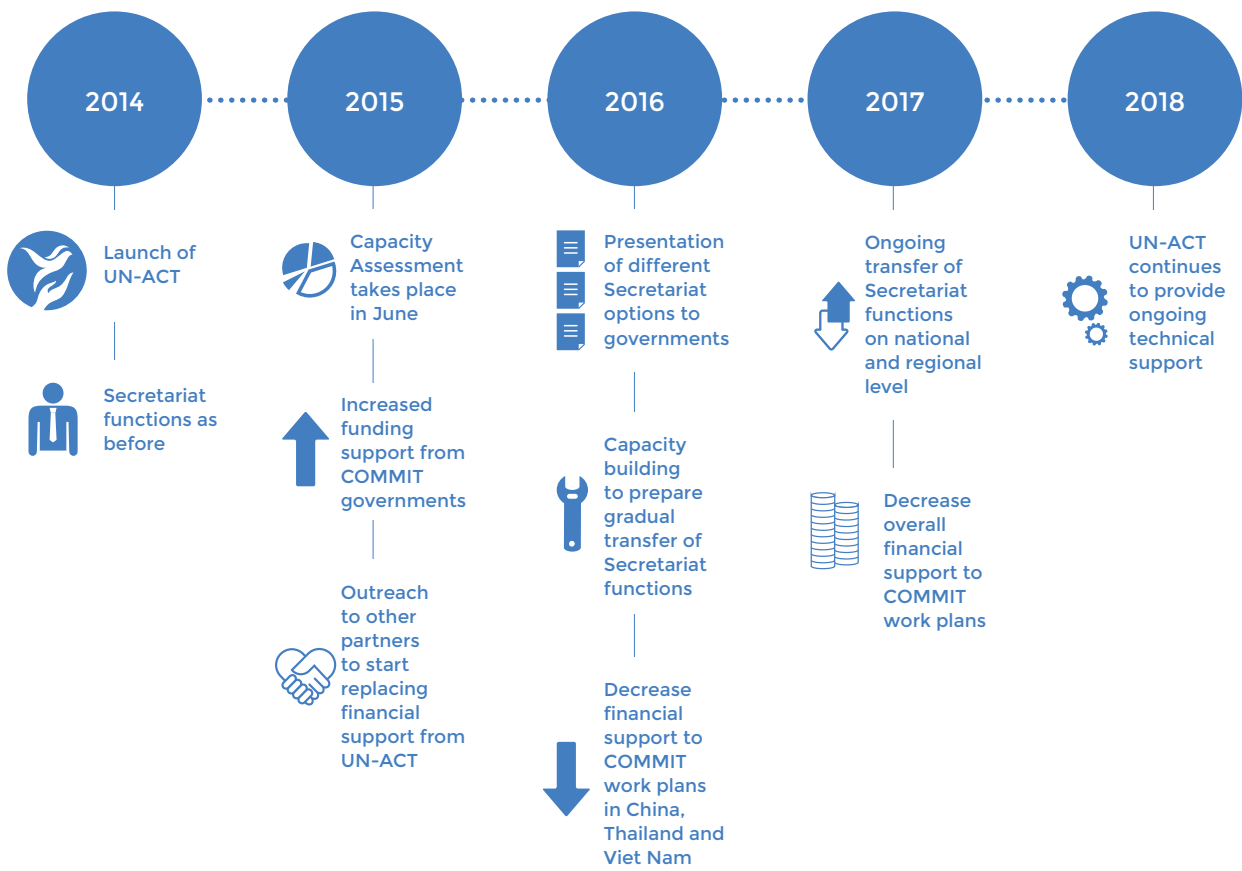 2014
2015
2016
2017
2018
Launch of
UN-ACT
Secretariat
functions as
before
Capacity
Assessment
takes place
in June
Increased
funding
support from
COMMIT
governments
Outreach
to other
partners
to start
replacing
financial
support from
UN-ACT
Presentation
of different
Secretariat
options to
governments
Capacity
building
to prepare
gradual
transfer of
Secretariat
functions
Decrease
financial
support to
COMMIT
work plans
in China,
Thailand and
Viet Nam
Ongoing
transfer of
Secretariat
functions
on national
and regional
level
Decrease
overall
financial
support to
COMMIT
work plans
UN-ACT
continues
to provide
ongoing
technical
support